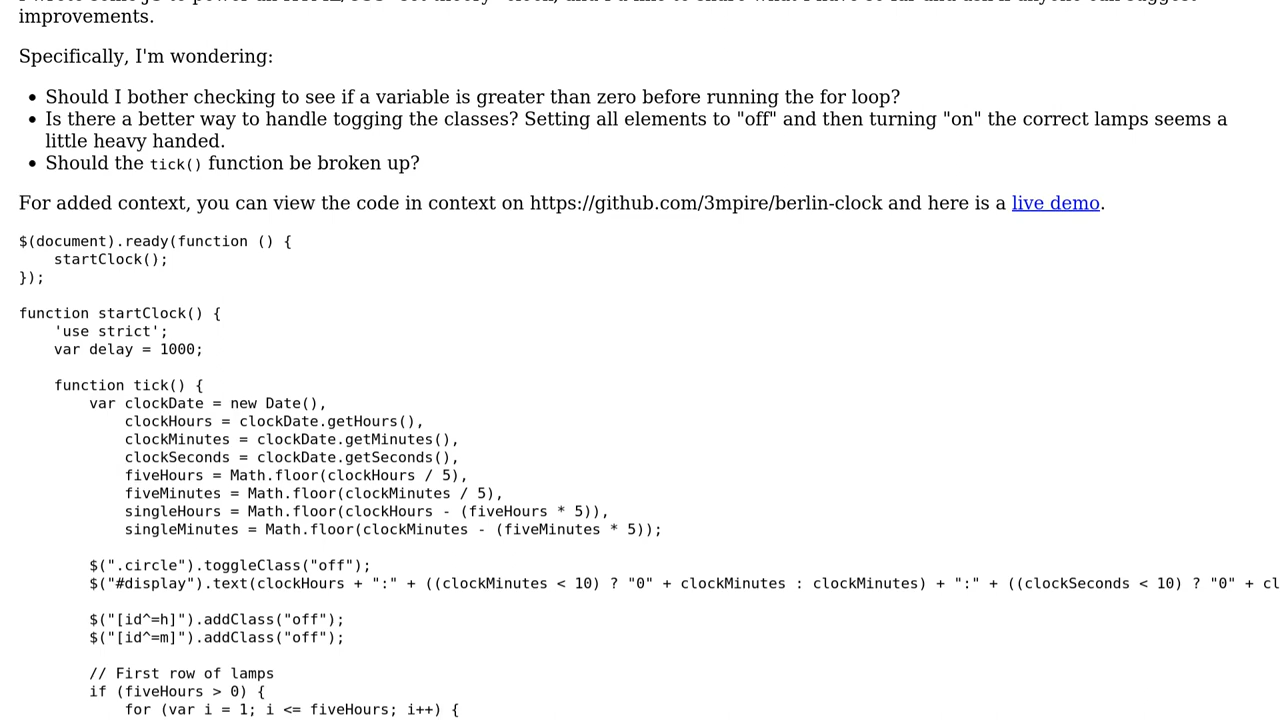 improvements.
Specifically, I'm wondering:
• Should I bother checking to see if a variable is greater than zero before running the for loop?
• Is there a better way to handle togging the classes? Setting all elements to "off" and then turning "on" the correct lamps seems a
little heavy handed.
• Should the tick() function be broken up?
For added context, you can view the code in context on https://github.com/3mpire/berlin-clock and here is a live demo.
$(document).ready(function () {
    startClock();
});
function startClock() {
    'use strict';
    var delay = 1000;
    function tick() {
        var clockDate = new Date(),
            clockHours = clockDate.getHours(),
            clockMinutes = clockDate.getMinutes(),
            clockSeconds = clockDate.getSeconds(),
            fiveHours = Math.floor(clockHours / 5),
            fiveMinutes = Math.floor(clockMinutes / 5),
            singleHours = Math.floor(clockHours - (fiveHours * 5)),
            singleMinutes = Math.floor(clockMinutes - (fiveMinutes * 5));
        $(".circle").toggleClass("off");
        $("#display").text(clockHours + ":" + ((clockMinutes < 10) ? "0" + clockMinutes : clockMinutes) + ":" + ((clockSeconds < 10) ? "0" + cl
        $("[id^=h]").addClass("off");
        $("[id^=m]").addClass("off");
        // First row of lamps
        if (fiveHours > 0) {
            for (var i = 1; i <= fiveHours; i++) {